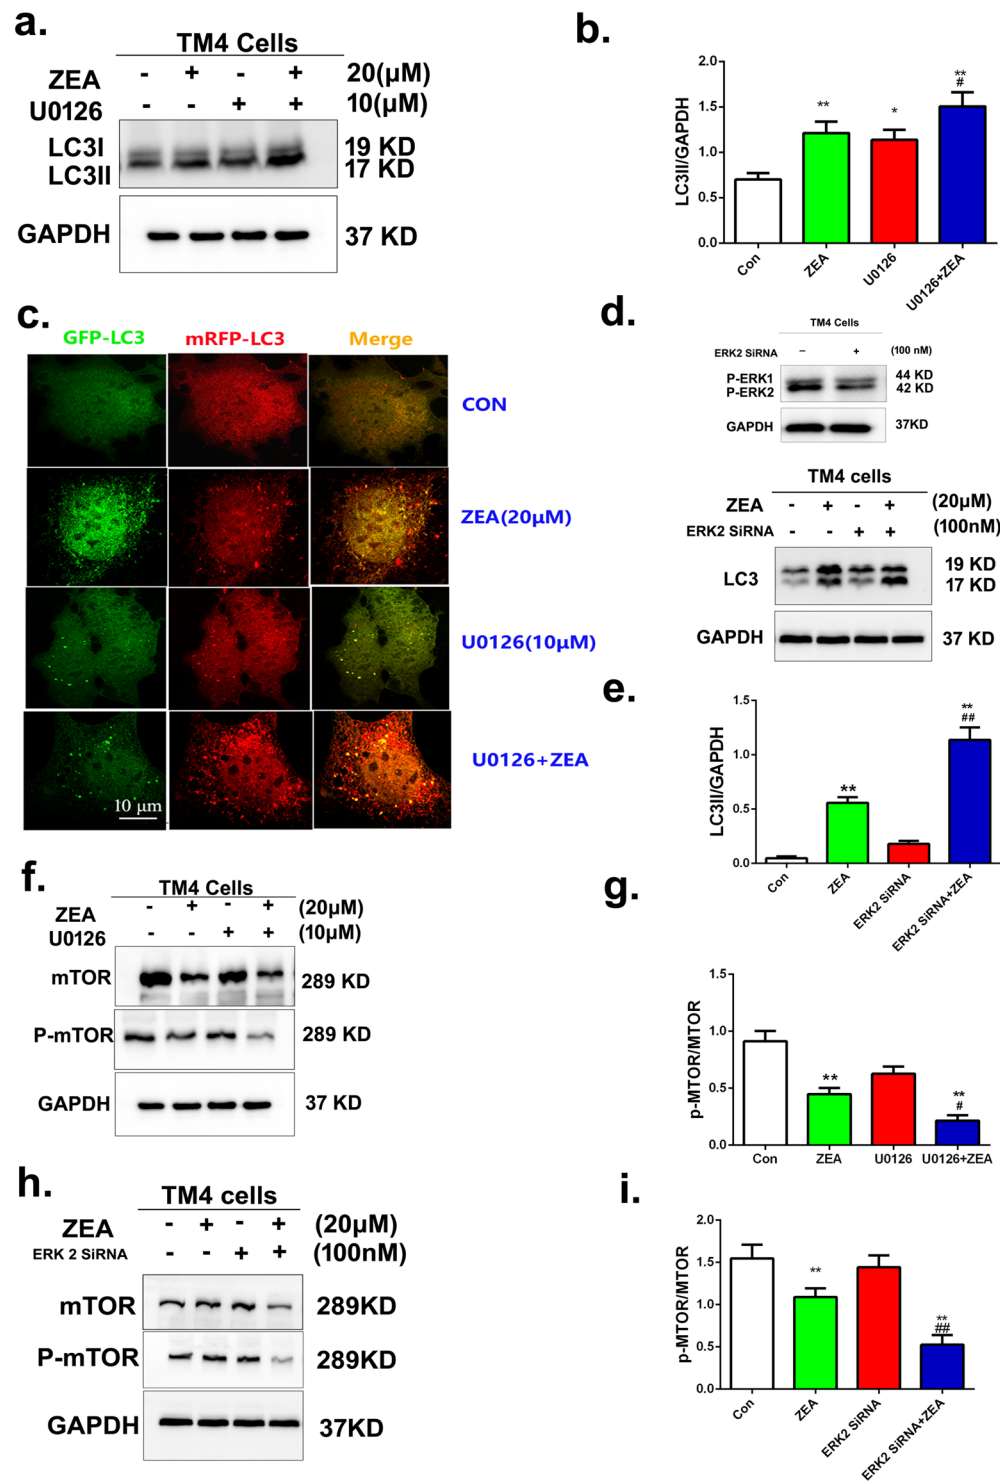 a.
TM4 Cells
ZEA - + - + 20(μM)
U0126 - - + + 10(μM)
LC3I 19 KD
LC3II 17 KD
GAPDH 37 KD
b.
LC3II/GAPDH
2.0
1.5
1.0
0.5
0.0
** * ** #
Con ZEA U0126 U0126+ZEA
c.
GFP-LC3 mRFP-LC3 Merge
CON
ZEA(20μM)
U0126(10μM)
U0126+ZEA
10 μm
d.
TM4 Cells
ERK2 SiRNA – + (100 nM)
P-ERK1 44 KD
P-ERK2 42 KD
GAPDH 37KD
TM4 cells
ZEA - + - + (20μM)
ERK2 SiRNA - - + + (100nM)
LC3 19 KD
17 KD
GAPDH 37 KD
e.
LC3II/GAPDH
1.5
1.0
0.5
0.0
** ** ##
Con ZEA ERK2 SiRNA ERK2 SiRNA+ZEA
f.
TM4 Cells
ZEA - + - + (20μM)
U0126 - - + + (10μM)
mTOR 289 KD
P-mTOR 289 KD
GAPDH 37 KD
g.
p-MTOR/MTOR
1.5
1.0
0.5
0.0
** ** #
Con ZEA U0126 U0126+ZEA
h.
TM4 cells
ZEA - + - + (20μM)
ERK 2 SiRNA - - + + (100nM)
mTOR 289KD
P-mTOR 289KD
GAPDH 37KD
i.
p-MTOR/MTOR
2.0
1.5
1.0
0.5
0.0
** ** ##
Con ZEA ERK2 SiRNA ERK2 SiRNA+ZEA